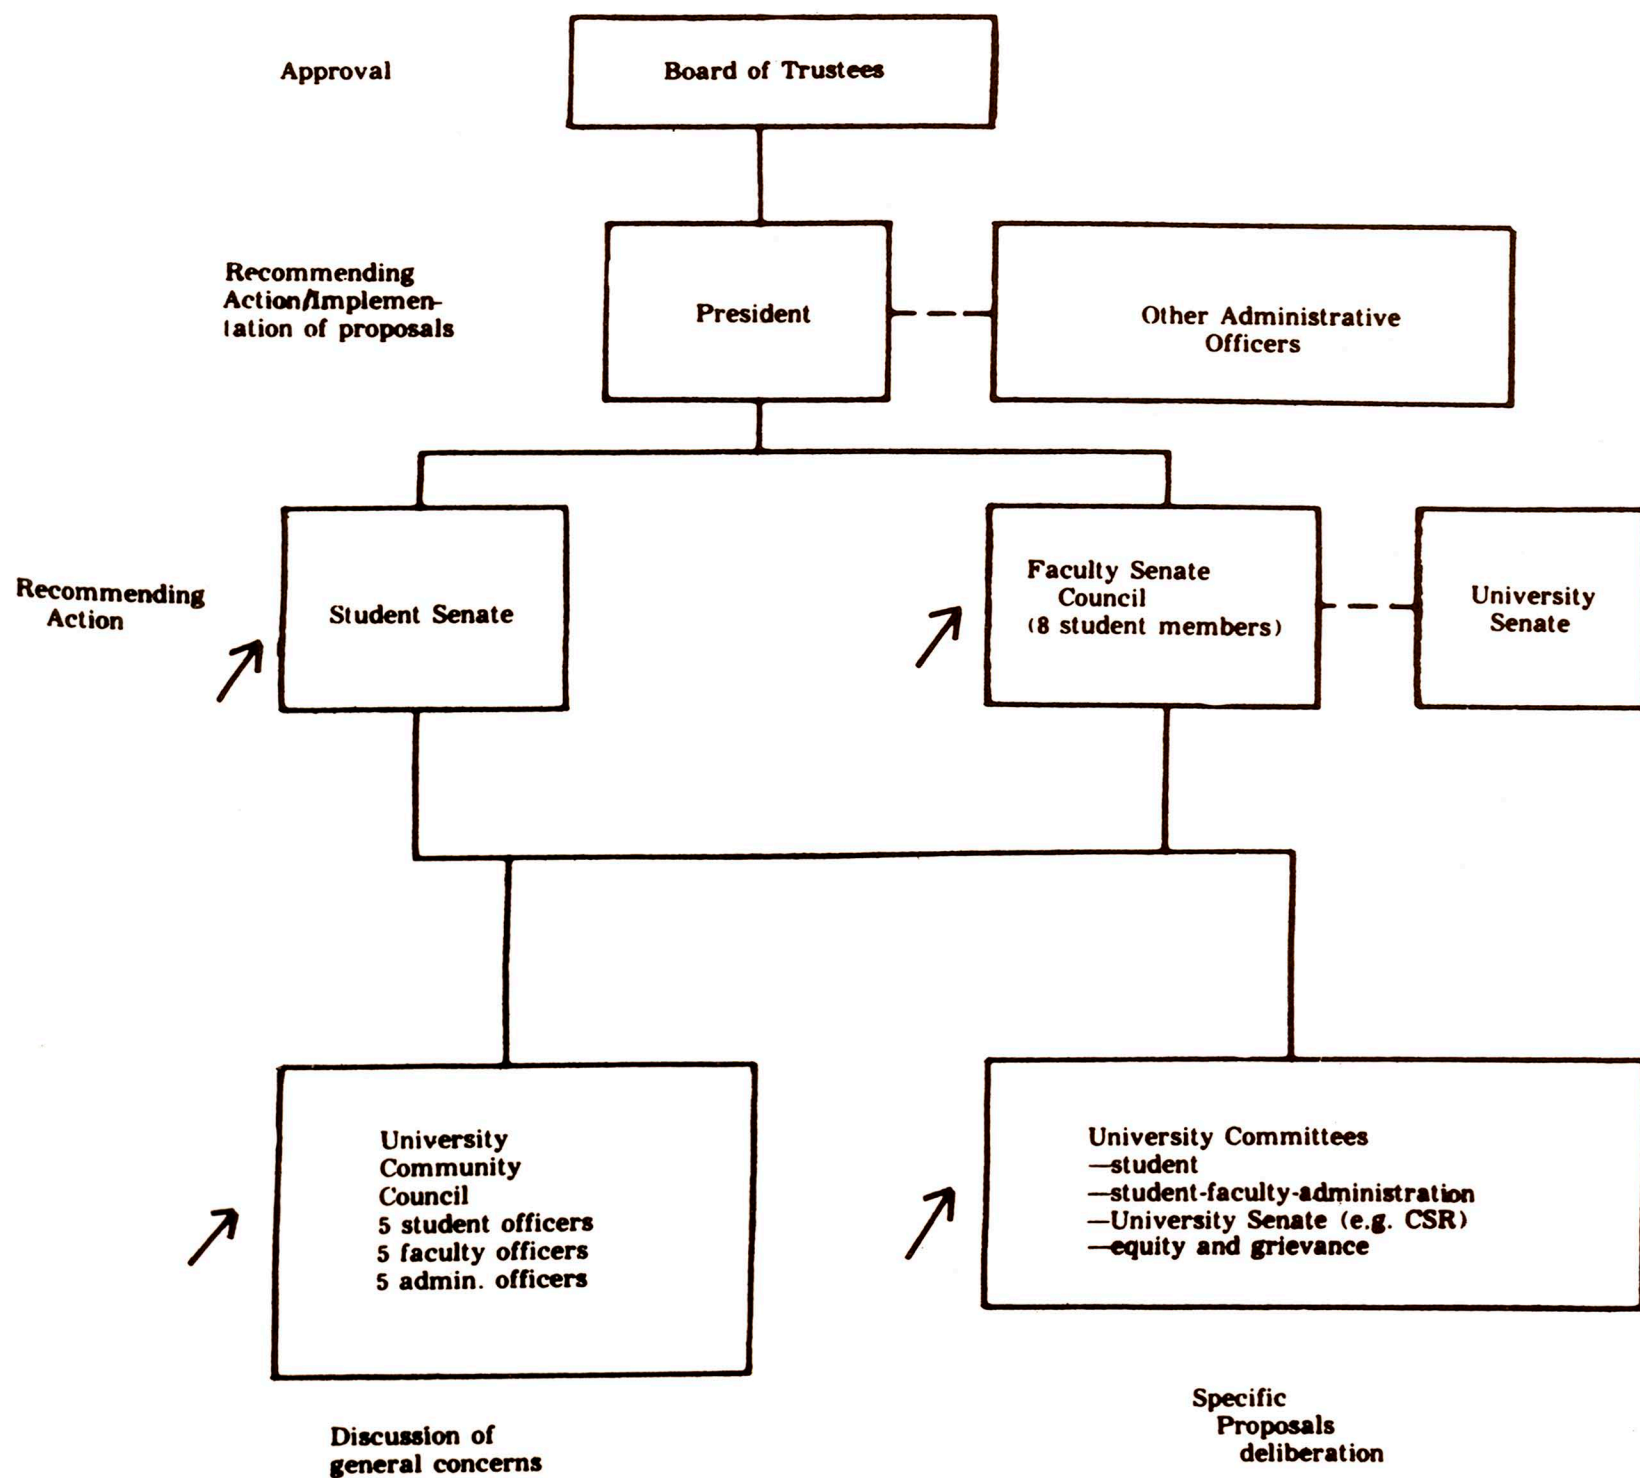 Approval
Board of Trustees
Recommending
Action/Implemen-
tation of proposals
President
Other Administrative
Officers
Recommending
Action
Student Senate
Faculty Senate
Council
(8 student members)
University
Senate
University
Community
Council
5 student officers
5 faculty officers
5 admin. officers
University Committees
—student
—student-faculty-administration
—University Senate (e.g. CSR)
—equity and grievance
Discussion of
general concerns
Specific
Proposals
deliberation